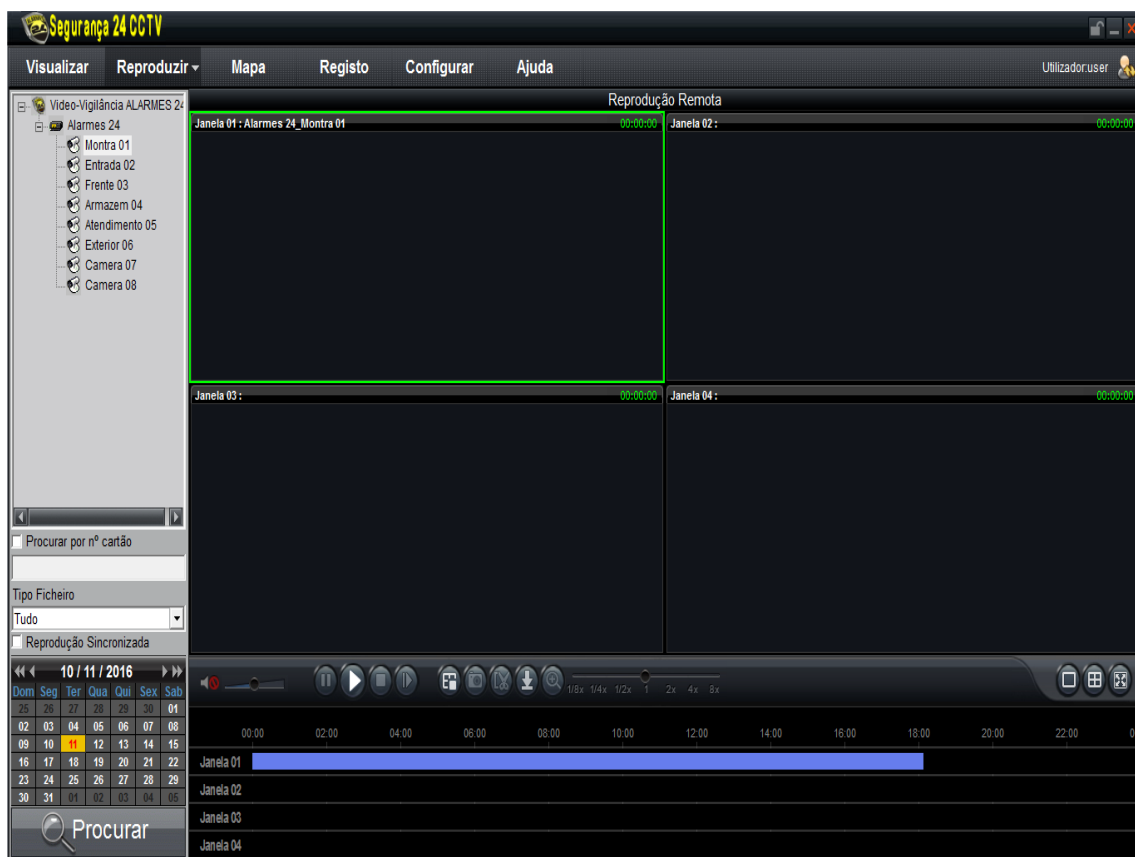 Segurança 24 CCTV
Visualizar Reproduzir Mapa Registo Configurar Ajuda Utilizador:user
Reprodução Remota
Video-Vigilância ALARMES 24
Alarmes 24
Montra 01
Entrada 02
Frente 03
Armazem 04
Atendimento 05
Exterior 06
Camera 07
Camera 08
Janela 01 : Alarmes 24_Montra 01 00:00:00
Janela 02 : 00:00:00
Janela 03 : 00:00:00
Janela 04 : 00:00:00
Procurar por nº cartão
Tipo Ficheiro
Tudo
Reprodução Sincronizada
10 / 11 / 2016
Dom Seg Ter Qua Qui Sex Sab
25 26 27 28 29 30 01
02 03 04 05 06 07 08
09 10 11 12 13 14 15
16 17 18 19 20 21 22
23 24 25 26 27 28 29
30 31 01 02 03 04 05
Procurar
1/8x 1/4x 1/2x 1 2x 4x 8x
00:00 02:00 04:00 06:00 08:00 10:00 12:00 14:00 16:00 18:00 20:00 22:00 0
Janela 01
Janela 02
Janela 03
Janela 04